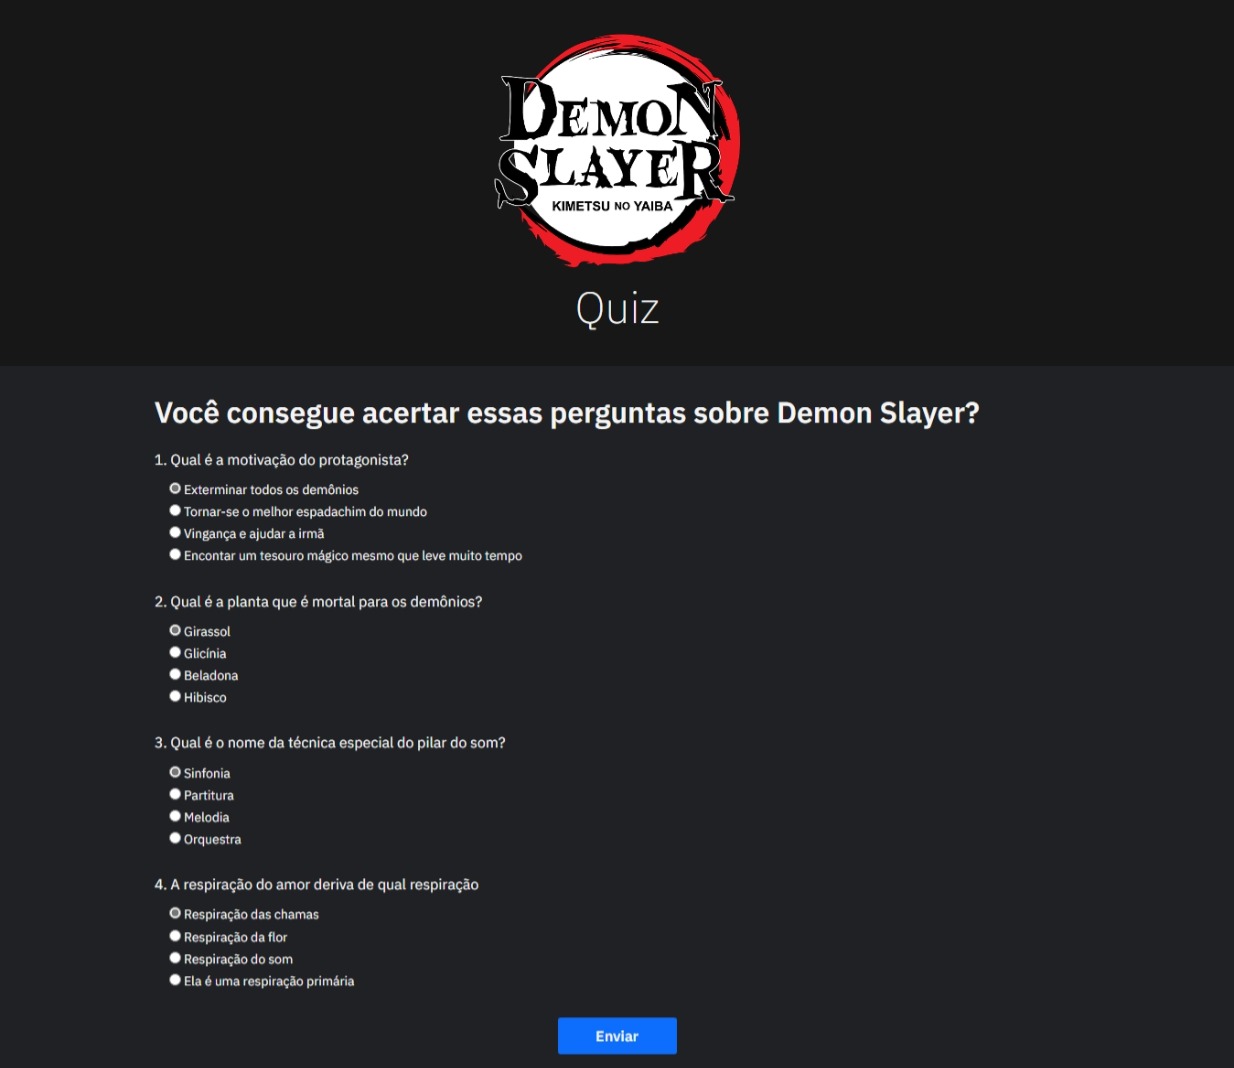 DEMON
SLAYER
KIMETSU NO YAIBA
Quiz
Você consegue acertar essas perguntas sobre Demon Slayer?
1. Qual é a motivação do protagonista?
Exterminar todos os demônios
Tornar-se o melhor espadachim do mundo
Vingança e ajudar a irmã
Encontar um tesouro mágico mesmo que leve muito tempo
2. Qual é a planta que é mortal para os demônios?
Girassol
Glicínia
Beladona
Hibisco
3. Qual é o nome da técnica especial do pilar do som?
Sinfonia
Partitura
Melodia
Orquestra
4. A respiração do amor deriva de qual respiração
Respiração das chamas
Respiração da flor
Respiração do som
Ela é uma respiração primária
Enviar